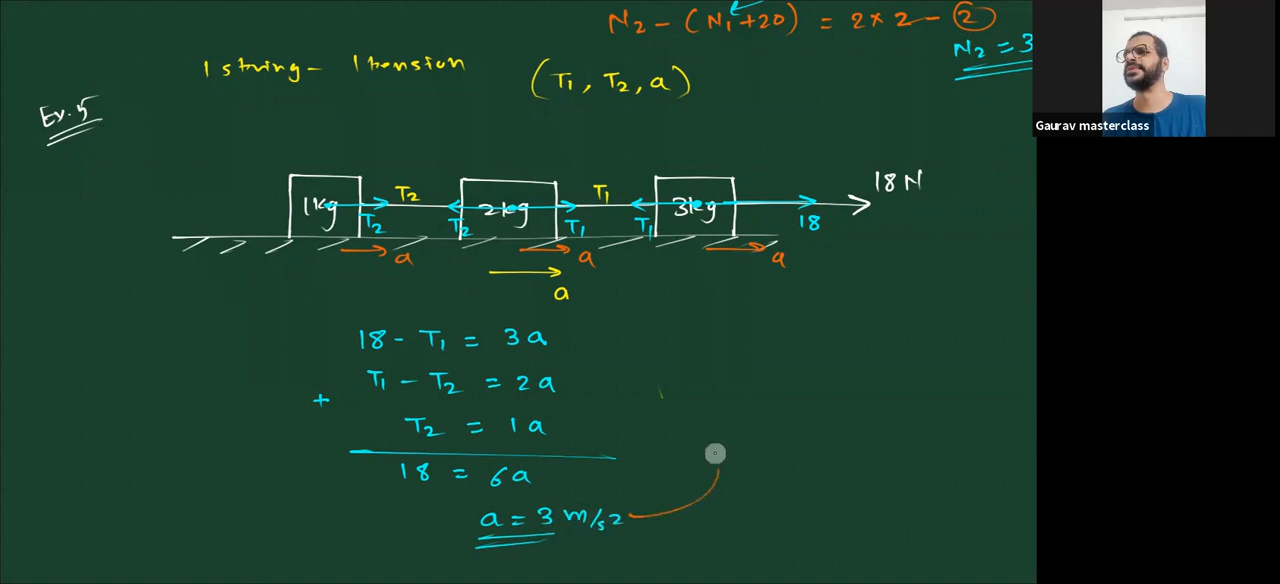 N₂ - (N₁+20) = 2×2 - ②
N₂ = 3
1 string - 1 tension
(T₁, T₂, a)
Gaurav masterclass
Ex.5
18 N
1kg T₂ 2kg T₁ 3kg
T₂ T₂ T₁ T₁ 18
a a a
a
18 - T₁ = 3a
T₁ - T₂ = 2a
+
T₂ = 1a
18 = 6a
a = 3 m/s2